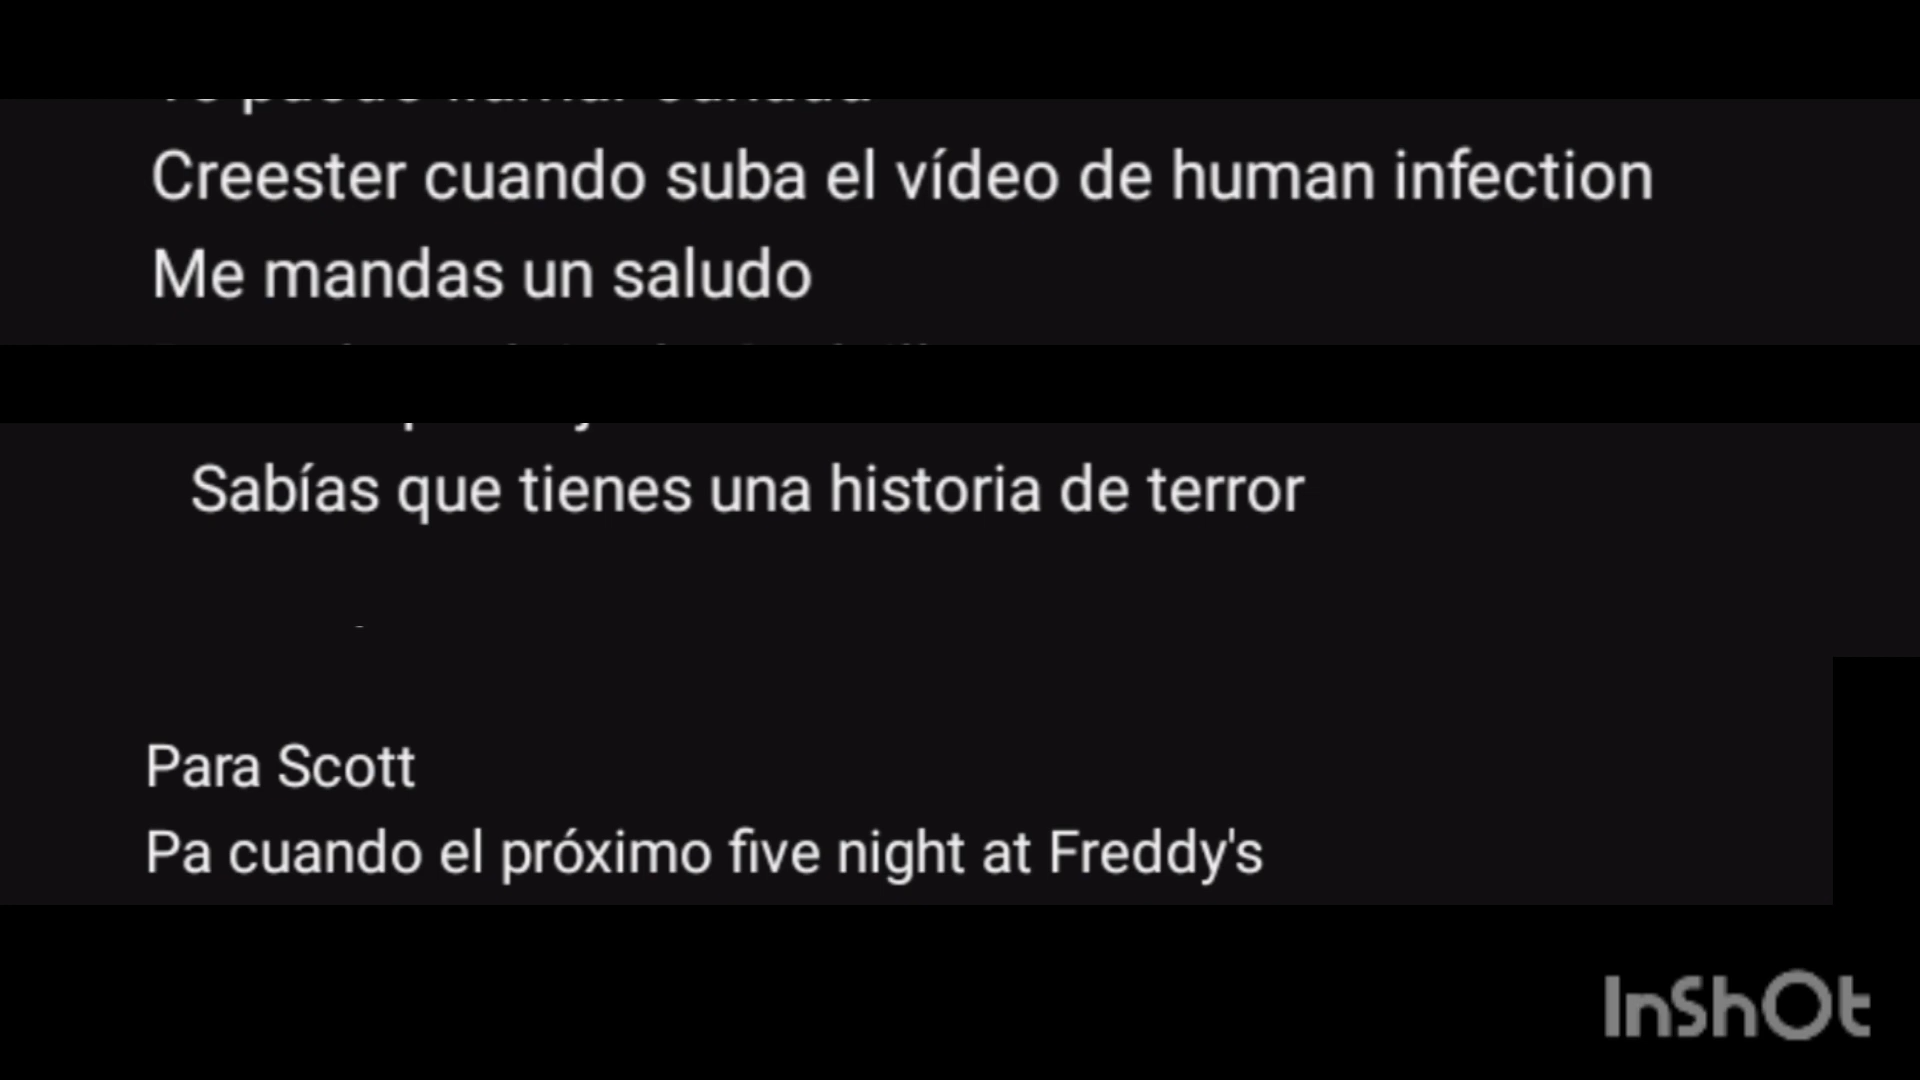 Creester cuando suba el vídeo de human infection
Me mandas un saludo
Sabías que tienes una historia de terror
Para Scott
Pa cuando el próximo five night at Freddy's
InShOt